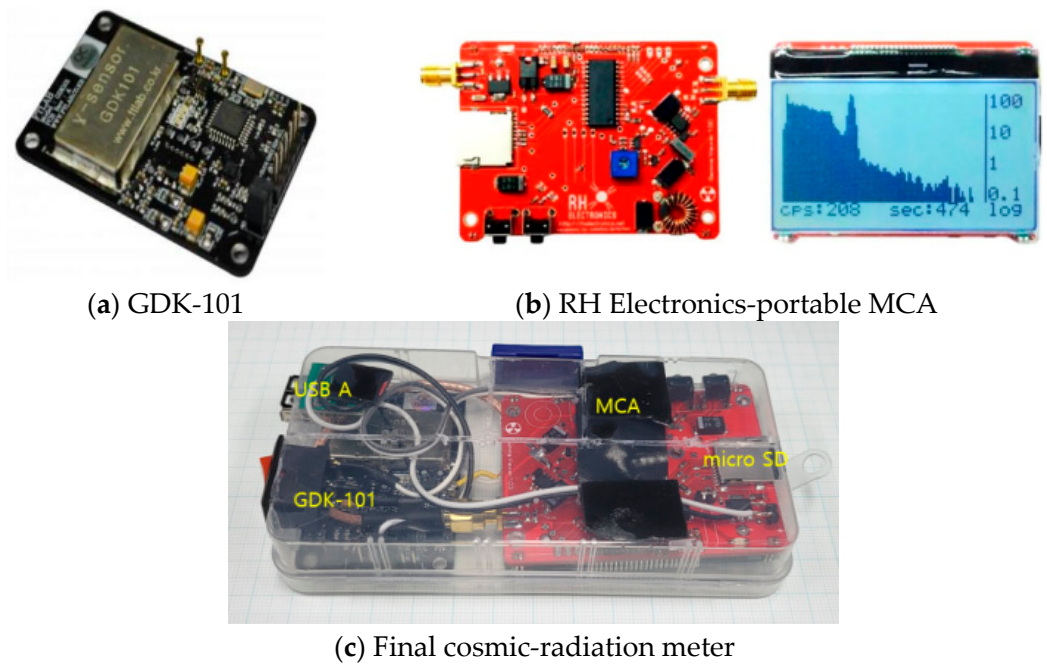 γ-sensor.
GDK101
www.ftlab.co.kr
RH
ELECTRONICS
100
10
1
0.1
cps:208 sec:474 log
(a) GDK-101
(b) RH Electronics-portable MCA
USB A
MCA
micro SD
GDK-101
(c) Final cosmic-radiation meter